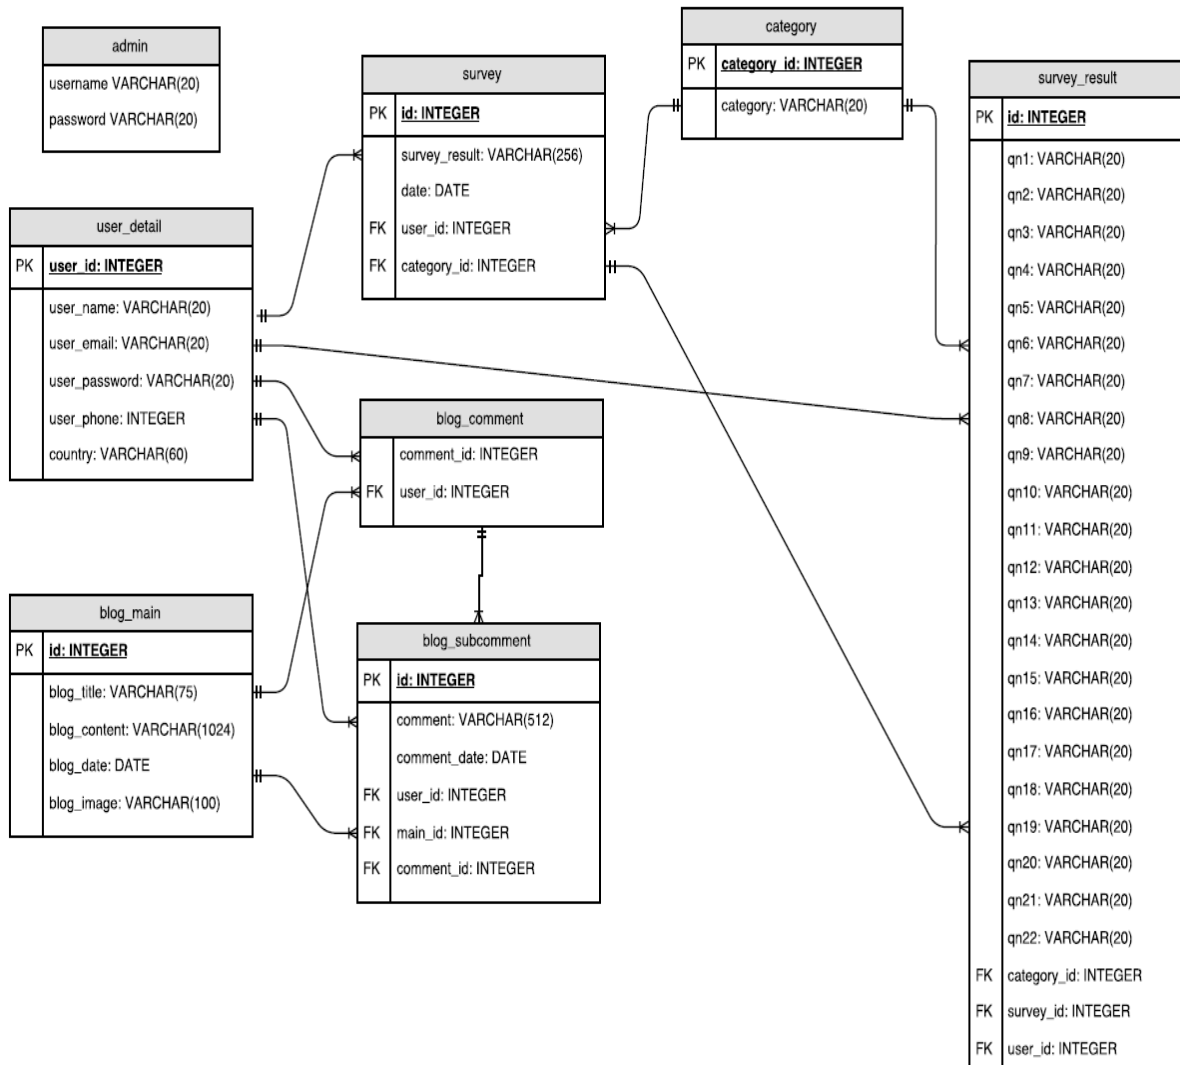 admin
username VARCHAR(20)
password VARCHAR(20)
user_detail
PK user_id: INTEGER
user_name: VARCHAR(20)
user_email: VARCHAR(20)
user_password: VARCHAR(20)
user_phone: INTEGER
country: VARCHAR(60)
blog_main
PK id: INTEGER
blog_title: VARCHAR(75)
blog_content: VARCHAR(1024)
blog_date: DATE
blog_image: VARCHAR(100)
survey
PK id: INTEGER
survey_result: VARCHAR(256)
date: DATE
FK user_id: INTEGER
FK category_id: INTEGER
blog_comment
comment_id: INTEGER
FK user_id: INTEGER
blog_subcomment
PK id: INTEGER
comment: VARCHAR(512)
comment_date: DATE
FK user_id: INTEGER
FK main_id: INTEGER
FK comment_id: INTEGER
category
PK category_id: INTEGER
category: VARCHAR(20)
survey_result
PK id: INTEGER
qn1: VARCHAR(20)
qn2: VARCHAR(20)
qn3: VARCHAR(20)
qn4: VARCHAR(20)
qn5: VARCHAR(20)
qn6: VARCHAR(20)
qn7: VARCHAR(20)
qn8: VARCHAR(20)
qn9: VARCHAR(20)
qn10: VARCHAR(20)
qn11: VARCHAR(20)
qn12: VARCHAR(20)
qn13: VARCHAR(20)
qn14: VARCHAR(20)
qn15: VARCHAR(20)
qn16: VARCHAR(20)
qn17: VARCHAR(20)
qn18: VARCHAR(20)
qn19: VARCHAR(20)
qn20: VARCHAR(20)
qn21: VARCHAR(20)
qn22: VARCHAR(20)
FK category_id: INTEGER
FK survey_id: INTEGER
FK user_id: INTEGER